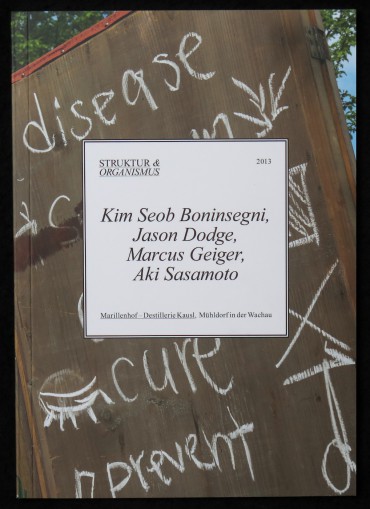 disease
STRUKTUR &
ORGANISMUS
2013
Kim Seob Boninsegni,
Jason Dodge,
Marcus Geiger,
Aki Sasamoto
Marillenhof – Destillerie Kausl, Mühldorf in der Wachau
cure
prevent